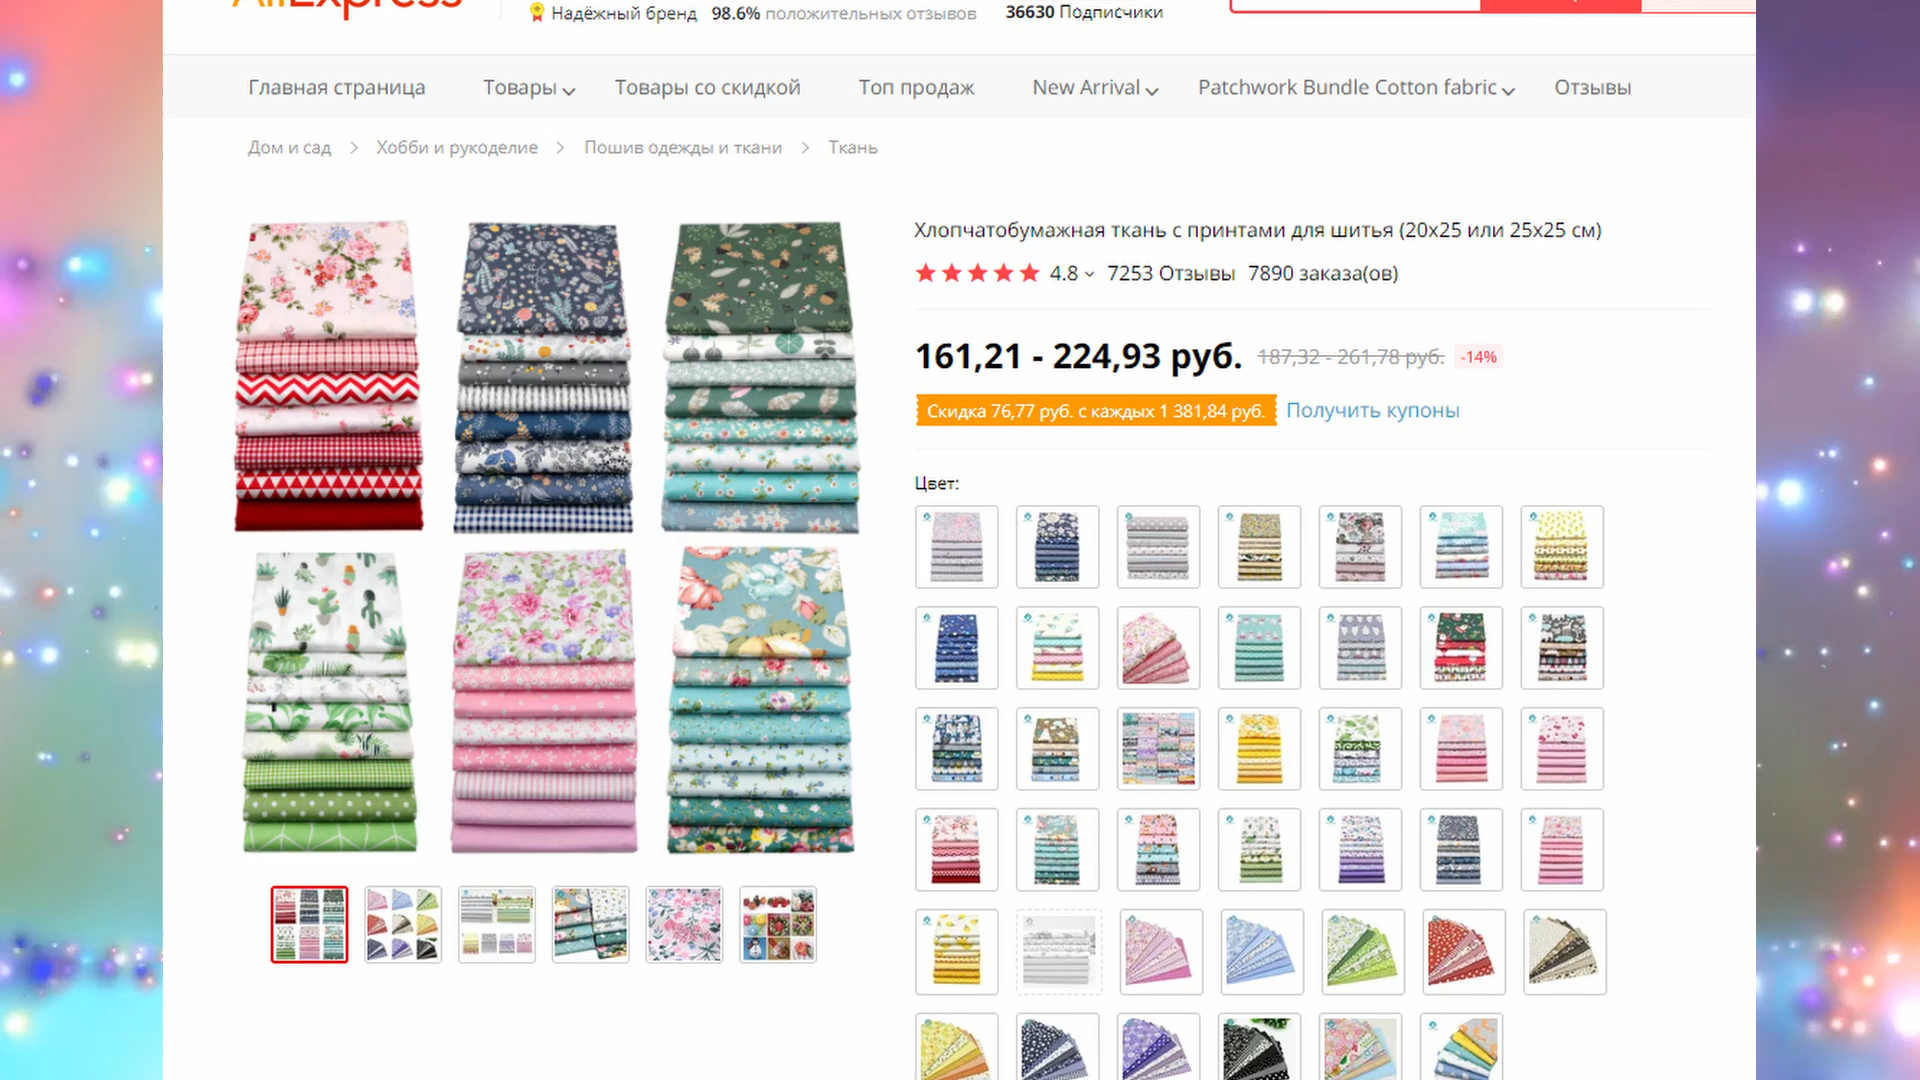 AliExpress
Надёжный бренд 98.6% положительных отзывов 36630 Подписчики
Главная страница Товары Товары со скидкой Топ продаж New Arrival Patchwork Bundle Cotton fabric Отзывы
Дом и сад > Хобби и рукоделие > Пошив одежды и ткани > Ткань
Хлопчатобумажная ткань с принтами для шитья (20x25 или 25x25 см)
4.8 7253 Отзывы 7890 заказа(ов)
161,21 - 224,93 руб. 187,32 - 261,78 руб. -14%
Скидка 76,77 руб. с каждых 1 381,84 руб. Получить купоны
Цвет: